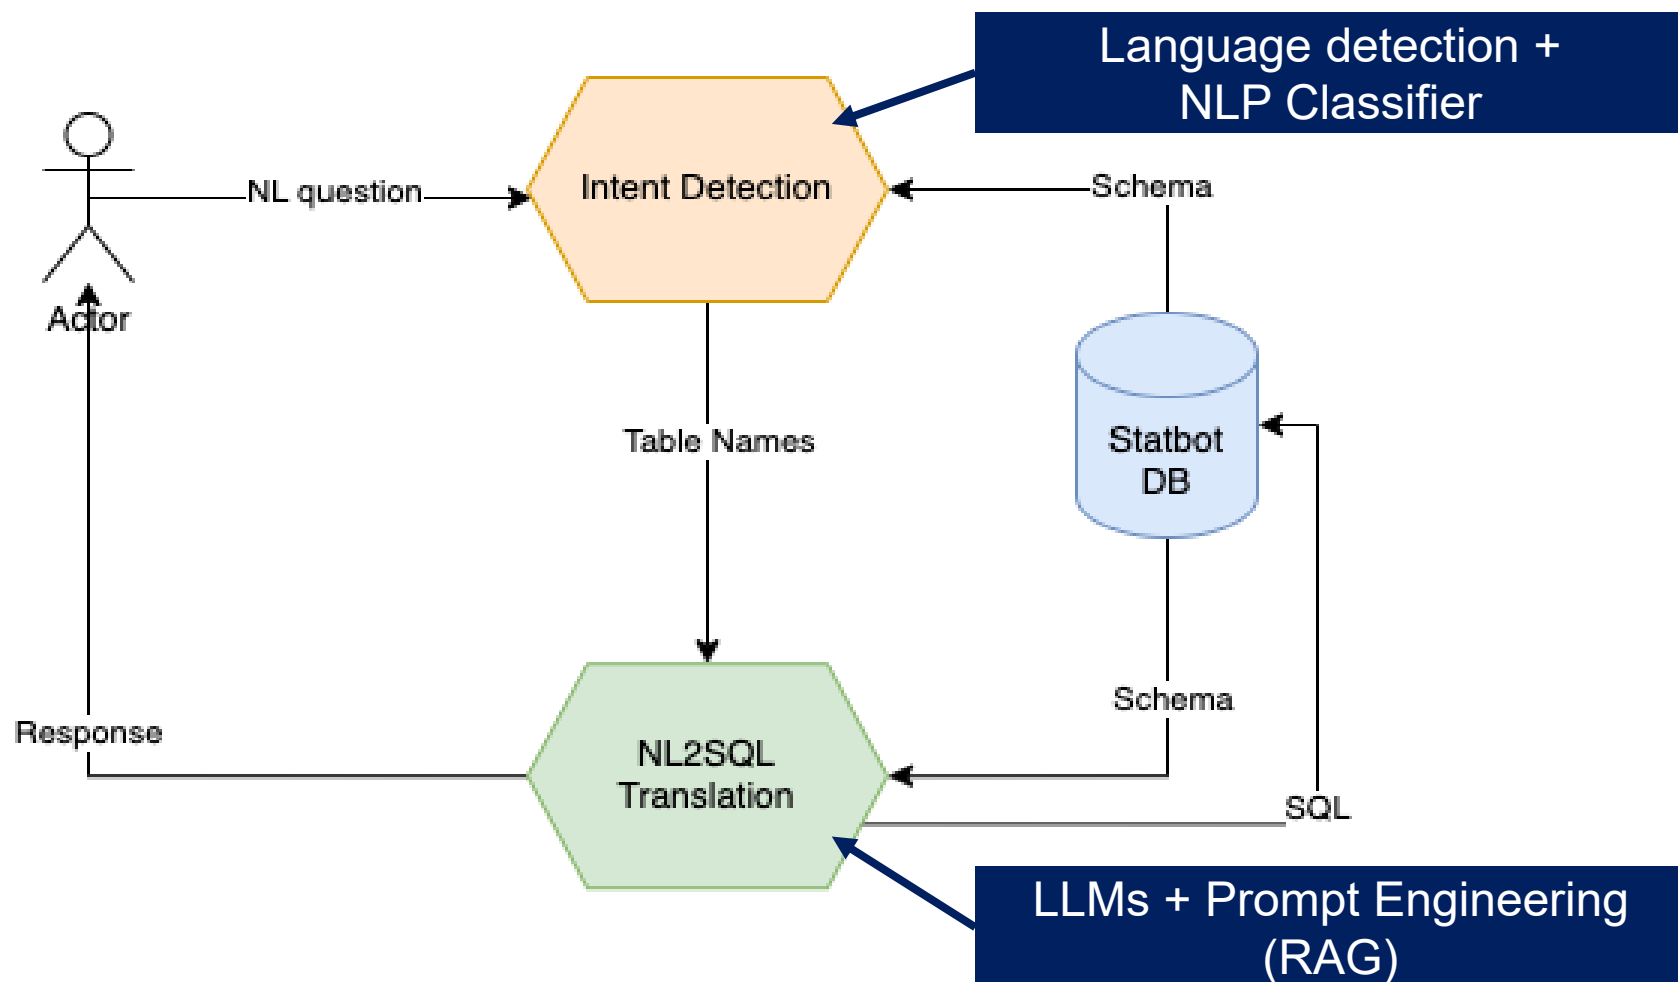 Language detection +
NLP Classifier
NL question
Intent Detection
Schema
Actor
Table Names
Statbot
DB
Schema
Response
NL2SQL
Translation
SQL
LLMs + Prompt Engineering
(RAG)